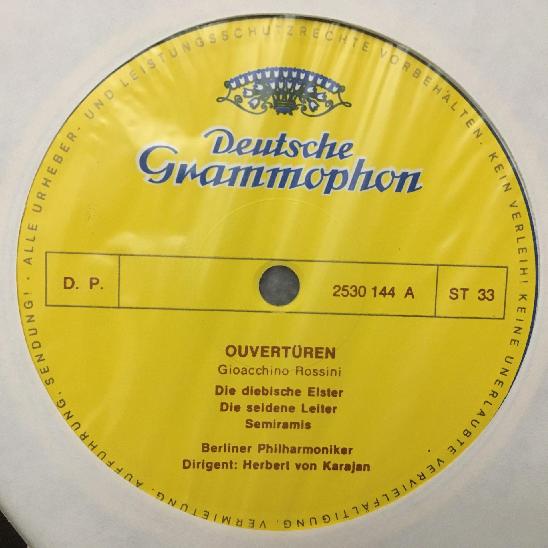 Deutsche
Grammophon
D. P.
2530 144 A
ST 33
OUVERTÜREN
Gioacchino Rossini
Die diebische Elster
Die seidene Leiter
Semiramis
Berliner Philharmoniker
Dirigent: Herbert von Karajan
· ALLE URHEBER- UND LEISTUNGSSCHUTZRECHTE VORBEHALTEN. KEIN VERLEIH! KEINE UNERLAUBTE VERVIELFÄLTIGUNG, VERMIETUNG, AUFFÜHRUNG, SENDUNG!